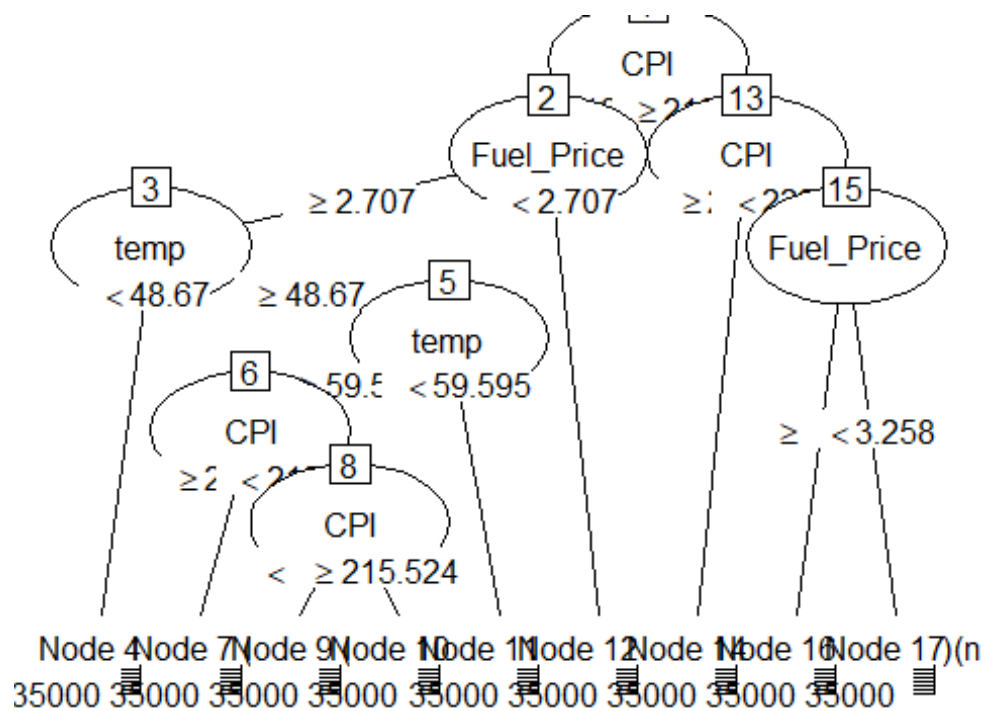 CPI
2 13
Fuel_Price CPI
3 15
≥ 2.707 < 2.707
temp Fuel_Price
5
< 48.67 ≥ 48.67
temp
6 < 59.595
CPI ≥ < 3.258
8
CPI
< ≥ 215.524
Node 4 Node 7 Node 9 Node 10 Node 11 Node 12 Node 14 Node 16 Node 17)(n
35000 35000 35000 35000 35000 35000 35000 35000 35000